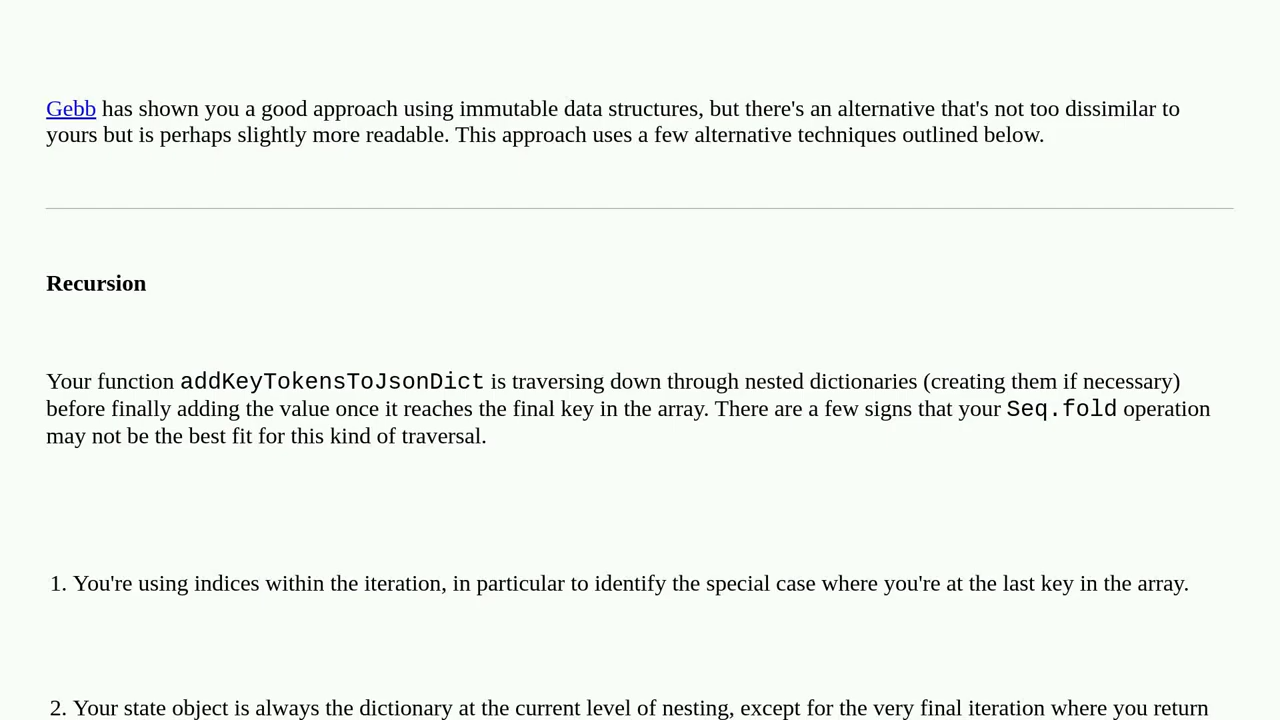 Gebb has shown you a good approach using immutable data structures, but there's an alternative that's not too dissimilar to
yours but is perhaps slightly more readable. This approach uses a few alternative techniques outlined below.
Recursion
Your function addKeyTokensToJsonDict is traversing down through nested dictionaries (creating them if necessary)
before finally adding the value once it reaches the final key in the array. There are a few signs that your Seq.fold operation
may not be the best fit for this kind of traversal.
1. You're using indices within the iteration, in particular to identify the special case where you're at the last key in the array.
2. Your state object is always the dictionary at the current level of nesting, except for the very final iteration where you return